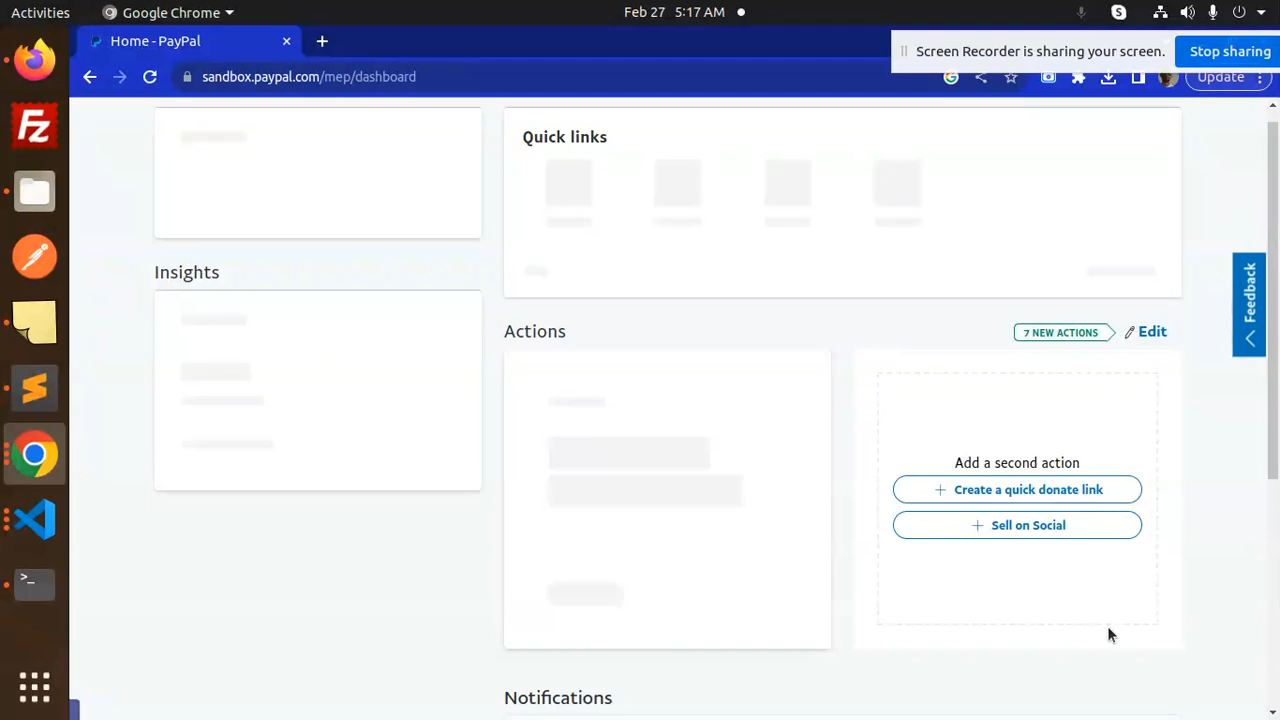 Activities
Google Chrome
Feb 27 5:17 AM
S
Home - PayPal
Screen Recorder is sharing your screen.
Stop sharing
sandbox.paypal.com/mep/dashboard
Update
Fz
Quick links
Insights
Actions
7 NEW ACTIONS
Edit
Feedback
Add a second action
+ Create a quick donate link
+ Sell on Social
>_
Notifications